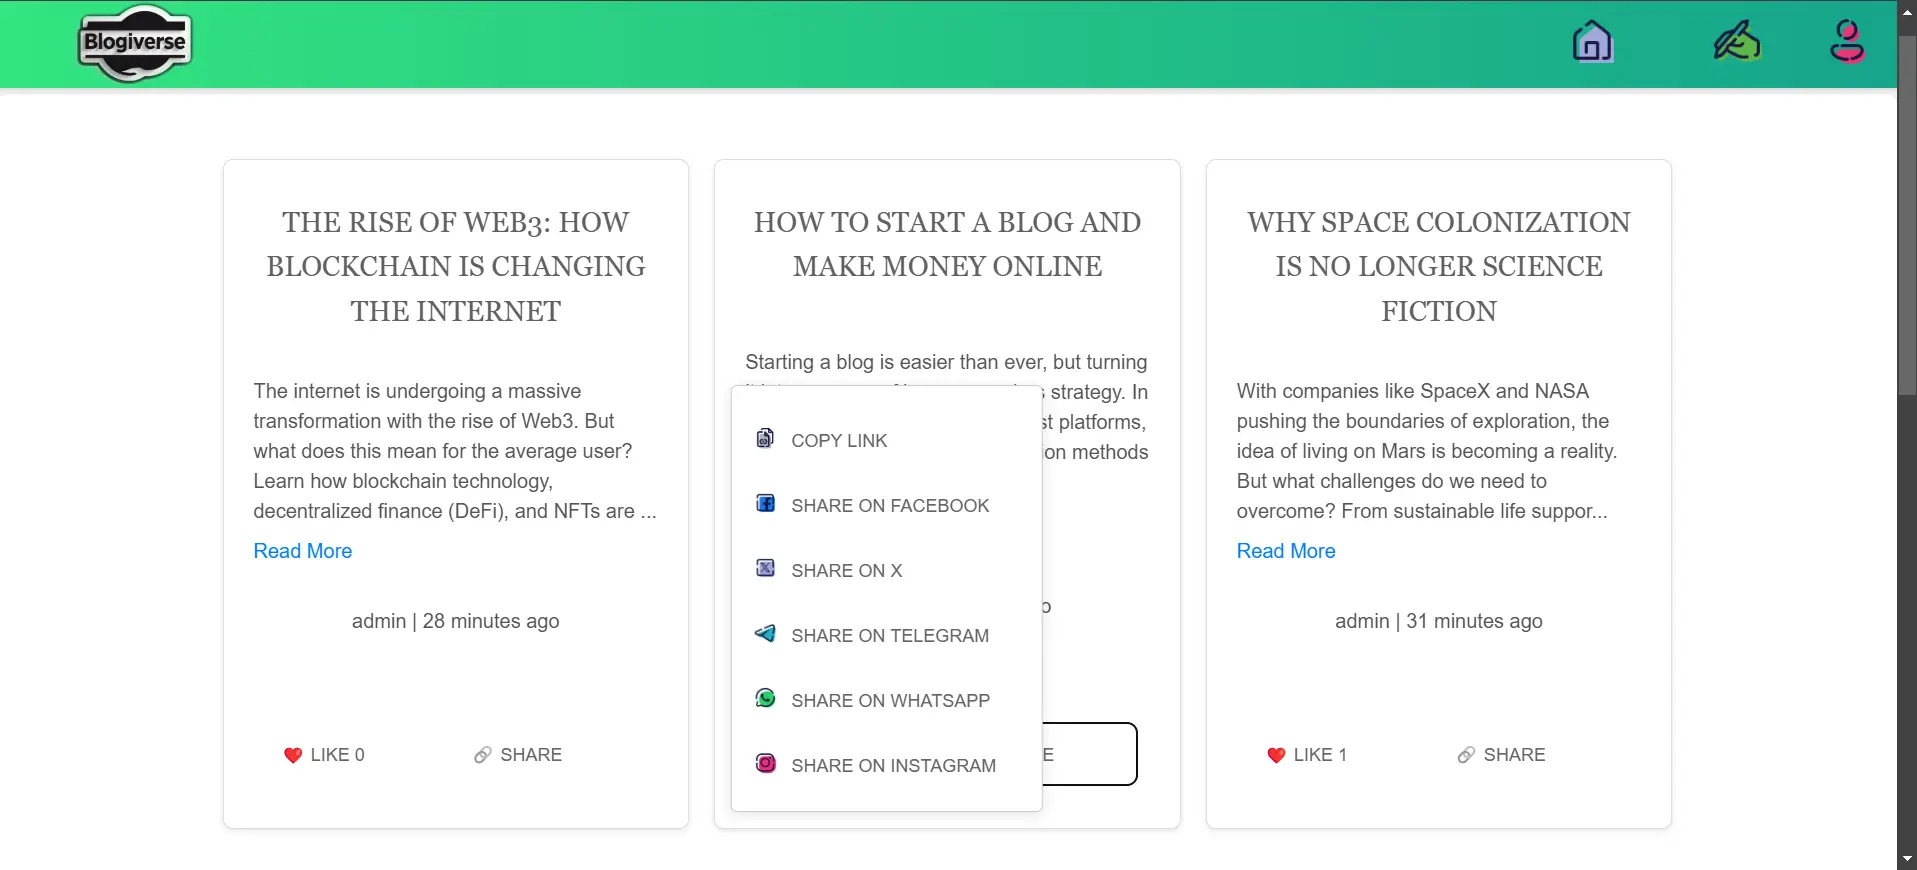 Blogiverse
THE RISE OF WEB3: HOW
BLOCKCHAIN IS CHANGING
THE INTERNET
The internet is undergoing a massive
transformation with the rise of Web3. But
what does this mean for the average user?
Learn how blockchain technology,
decentralized finance (DeFi), and NFTs are ...
Read More
admin | 28 minutes ago
LIKE 0
SHARE
HOW TO START A BLOG AND
MAKE MONEY ONLINE
Starting a blog is easier than ever, but turning
strategy. In
platforms,
methods
COPY LINK
SHARE ON FACEBOOK
SHARE ON X
SHARE ON TELEGRAM
SHARE ON WHATSAPP
SHARE ON INSTAGRAM
WHY SPACE COLONIZATION
IS NO LONGER SCIENCE
FICTION
With companies like SpaceX and NASA
pushing the boundaries of exploration, the
idea of living on Mars is becoming a reality.
But what challenges do we need to
overcome? From sustainable life suppor...
Read More
admin | 31 minutes ago
LIKE 1
SHARE